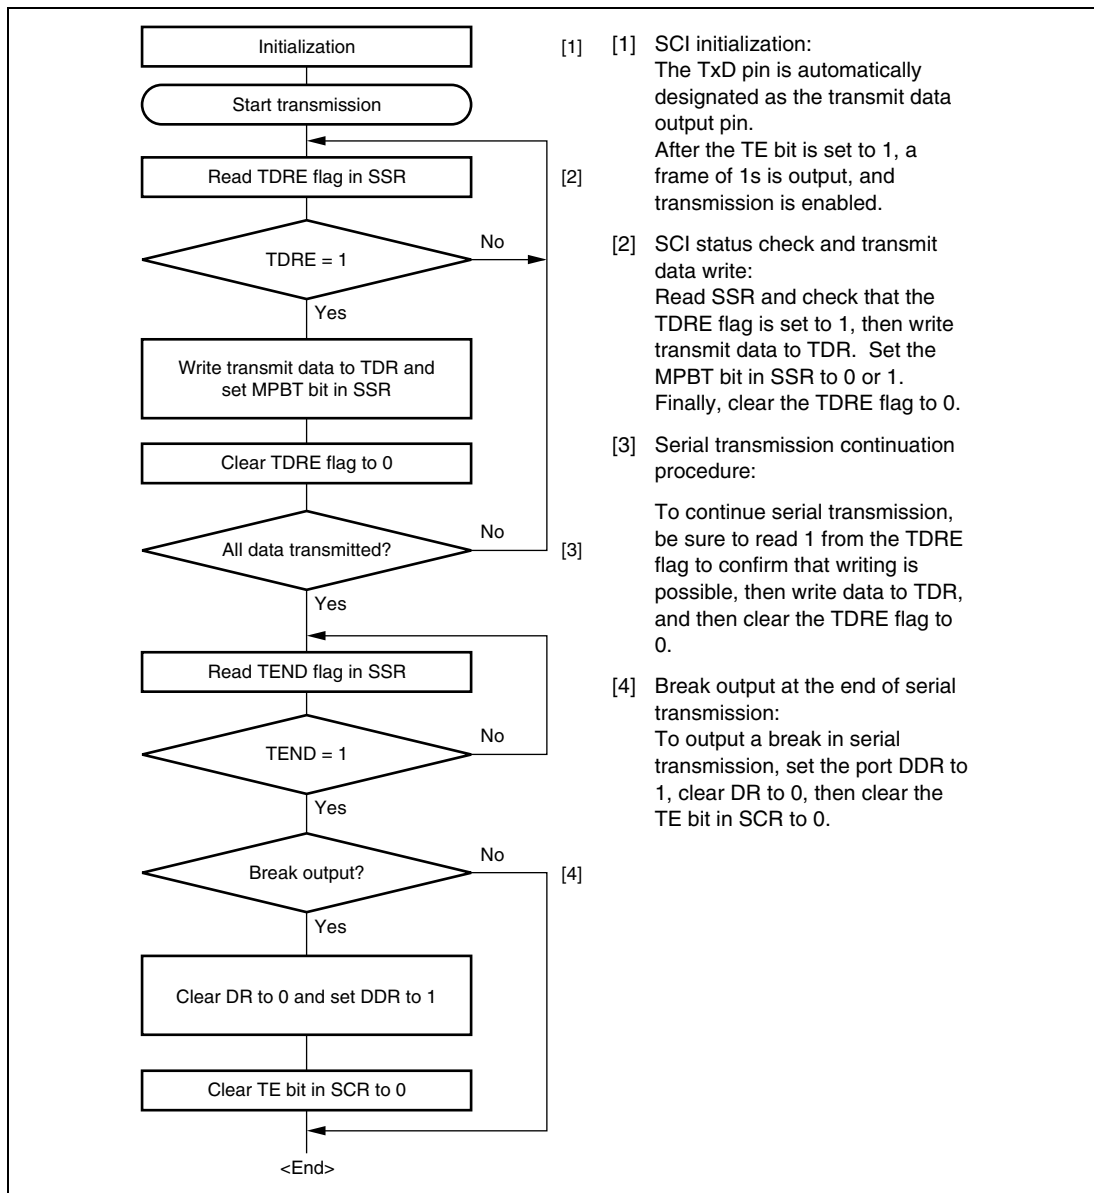 Initialization
[1]
Start transmission
Read TDRE flag in SSR
[2]
TDRE = 1
No
Yes
Write transmit data to TDR and
set MPBT bit in SSR
Clear TDRE flag to 0
All data transmitted?
No
[3]
Yes
Read TEND flag in SSR
TEND = 1
No
Yes
Break output?
No
[4]
Yes
Clear DR to 0 and set DDR to 1
Clear TE bit in SCR to 0
<End>
[1] SCI initialization:
The TxD pin is automatically
designated as the transmit data
output pin.
After the TE bit is set to 1, a
frame of 1s is output, and
transmission is enabled.
[2] SCI status check and transmit
data write:
Read SSR and check that the
TDRE flag is set to 1, then write
transmit data to TDR. Set the
MPBT bit in SSR to 0 or 1.
Finally, clear the TDRE flag to 0.
[3] Serial transmission continuation
procedure:
To continue serial transmission,
be sure to read 1 from the TDRE
flag to confirm that writing is
possible, then write data to TDR,
and then clear the TDRE flag to
0.
[4] Break output at the end of serial
transmission:
To output a break in serial
transmission, set the port DDR to
1, clear DR to 0, then clear the
TE bit in SCR to 0.